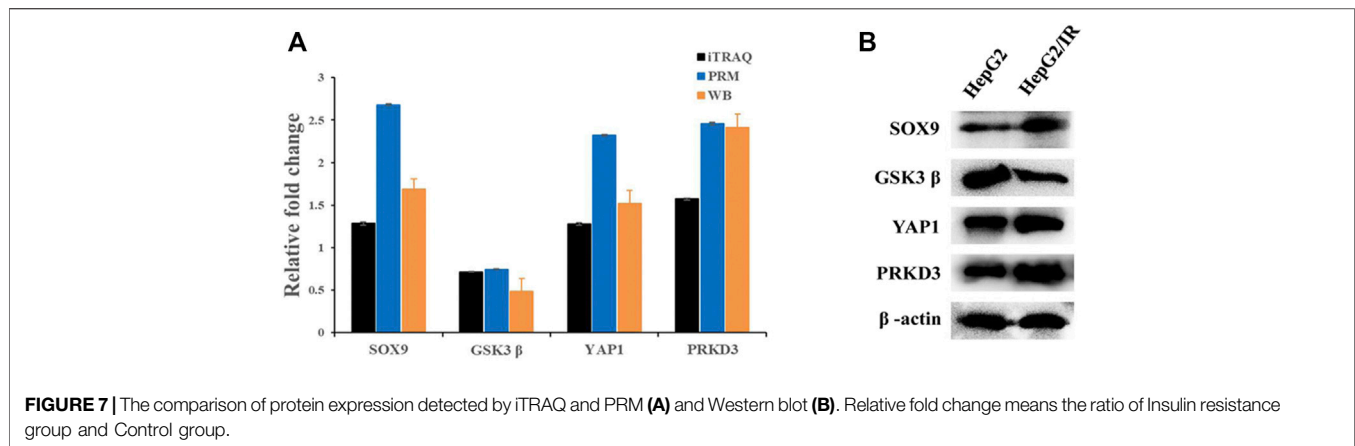 A
iTRAQ
PRM
WB
Relative fold change
3
2.5
2
1.5
1
0.5
0
SOX9 GSK3 β YAP1 PRKD3
B
HepG2 HepG2/IR
SOX9
GSK3 β
YAP1
PRKD3
β -actin
FIGURE 7 | The comparison of protein expression detected by iTRAQ and PRM (A) and Western blot (B). Relative fold change means the ratio of Insulin resistance
group and Control group.